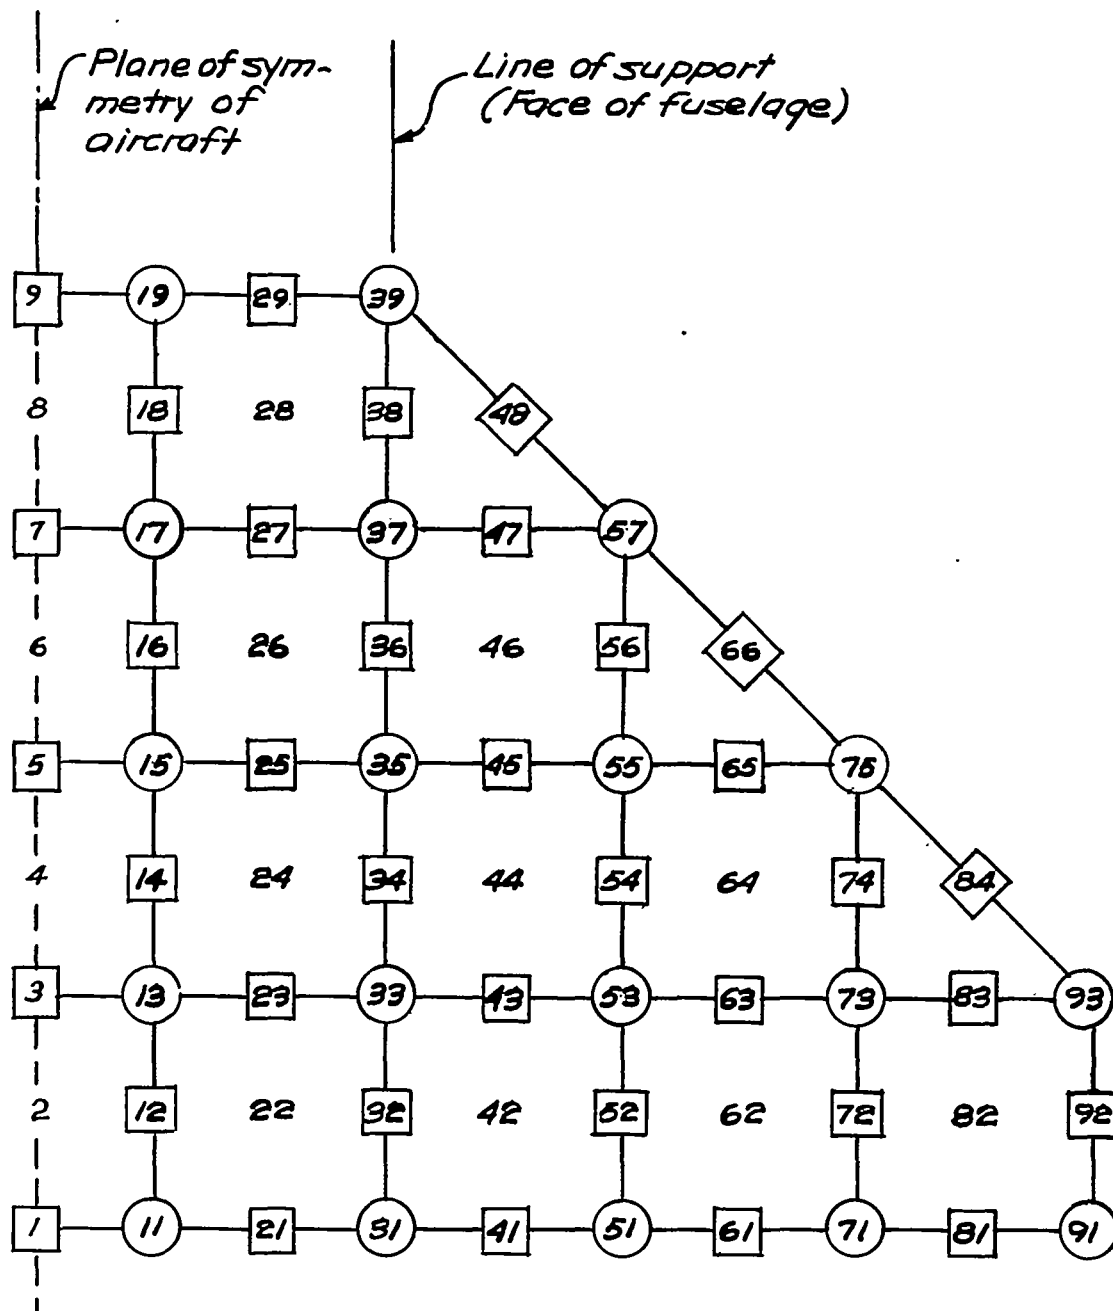 Plane of sym-
metry of
aircraft
Line of support
(Face of fuselage)
9 19 29 39
8 18 28 38 48
7 17 27 37 47 57
6 16 26 36 46 56 66
5 15 25 35 45 55 65 75
4 14 24 34 44 54 64 74 84
3 13 23 33 43 53 63 73 83 93
2 12 22 32 42 52 62 72 82 92
1 11 21 31 41 51 61 71 81 91